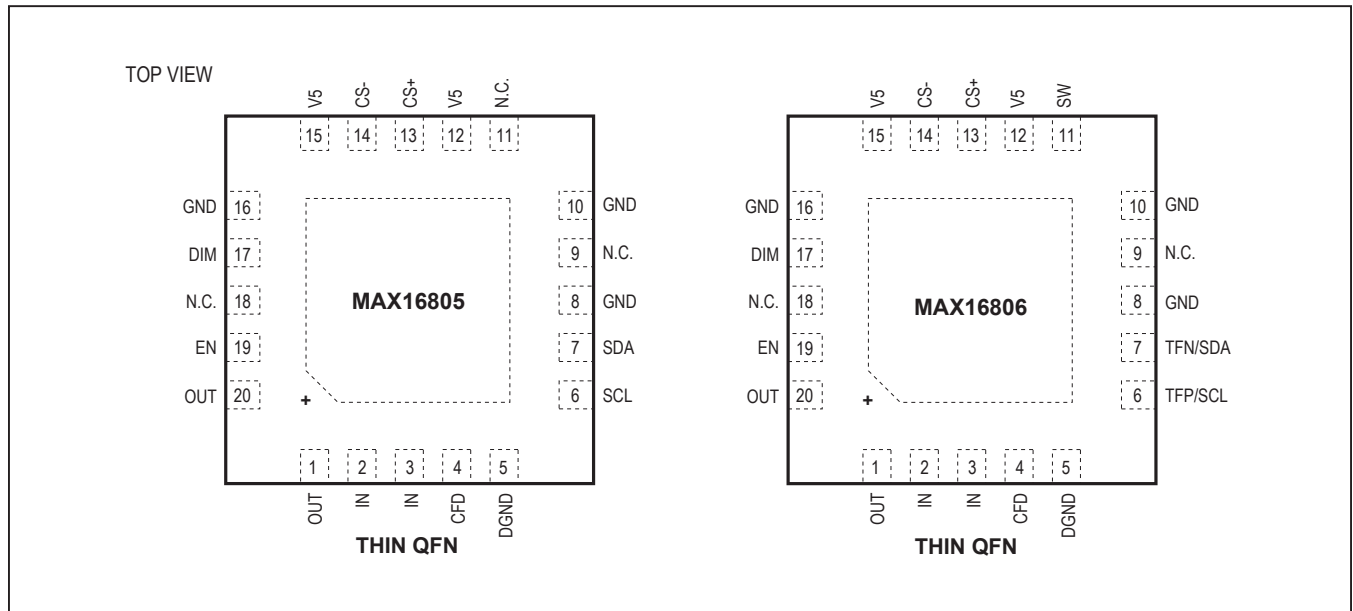 TOP VIEW
V5 CS- CS+ V5 N.C.
15 14 13 12 11
GND 16 10 GND
DIM 17 9 N.C.
N.C. 18 MAX16805 8 GND
EN 19 7 SDA
OUT 20 + 6 SCL
1 2 3 4 5
OUT IN IN CFD DGND
THIN QFN
V5 CS- CS+ V5 SW
15 14 13 12 11
GND 16 10 GND
DIM 17 9 N.C.
N.C. 18 MAX16806 8 GND
EN 19 7 TFN/SDA
OUT 20 + 6 TFP/SCL
1 2 3 4 5
OUT IN IN CFD DGND
THIN QFN